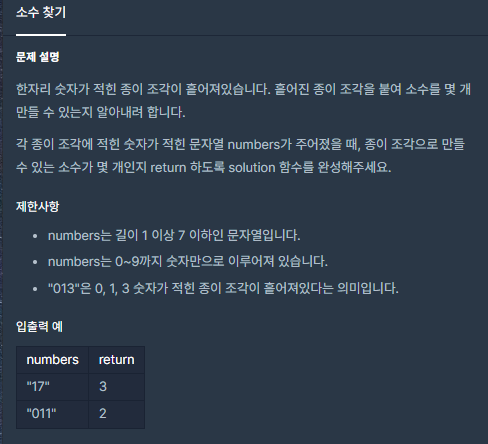 소수 찾기
문제 설명
한자리 숫자가 적힌 종이 조각이 흩어져있습니다. 흩어진 종이 조각을 붙여 소수를 몇 개
만들 수 있는지 알아내려 합니다.
각 종이 조각에 적힌 숫자가 적힌 문자열 numbers가 주어졌을 때, 종이 조각으로 만들
수 있는 소수가 몇 개인지 return 하도록 solution 함수를 완성해주세요.
제한사항
• numbers는 길이 1 이상 7 이하인 문자열입니다.
• numbers는 0~9까지 숫자만으로 이루어져 있습니다.
• "013"은 0, 1, 3 숫자가 적힌 종이 조각이 흩어져있다는 의미입니다.
입출력 예
numbers return
"17" 3
"011" 2